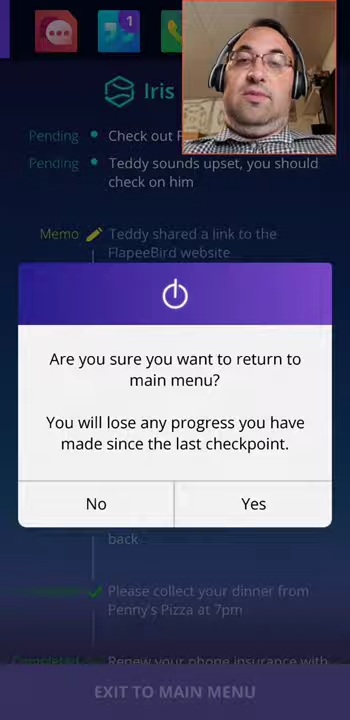 1
Iris
Pending
Check out
Pending
Teddy sounds upset, you should
check on him
Memo
Teddy shared a link to the
FlapeeBird website
Are you sure you want to return to
main menu?
You will lose any progress you have
made since the last checkpoint.
No
Yes
back
Completed
Please collect your dinner from
Penny's Pizza at 7pm
Completed
Renew your phone insurance with
EXIT TO MAIN MENU